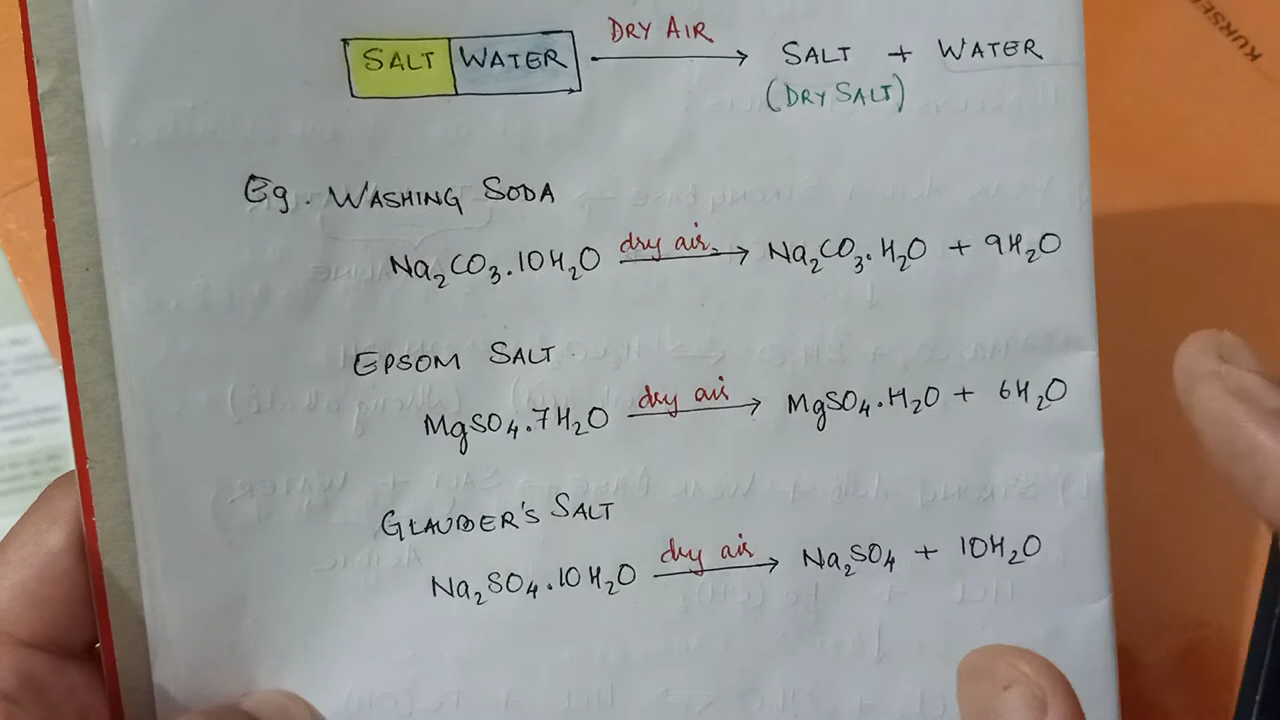 SALT WATER DRY AIR → SALT + WATER
(DRY SALT)
Eg. WASHING SODA
Na₂CO₃.10H₂O dry air → Na₂CO₃.H₂O + 9H₂O
EPSOM SALT.
MgSO₄.7H₂O dry air → MgSO₄.H₂O + 6H₂O
GLAUBER'S SALT
Na₂SO₄.10H₂O dry air → Na₂SO₄ + 10H₂O